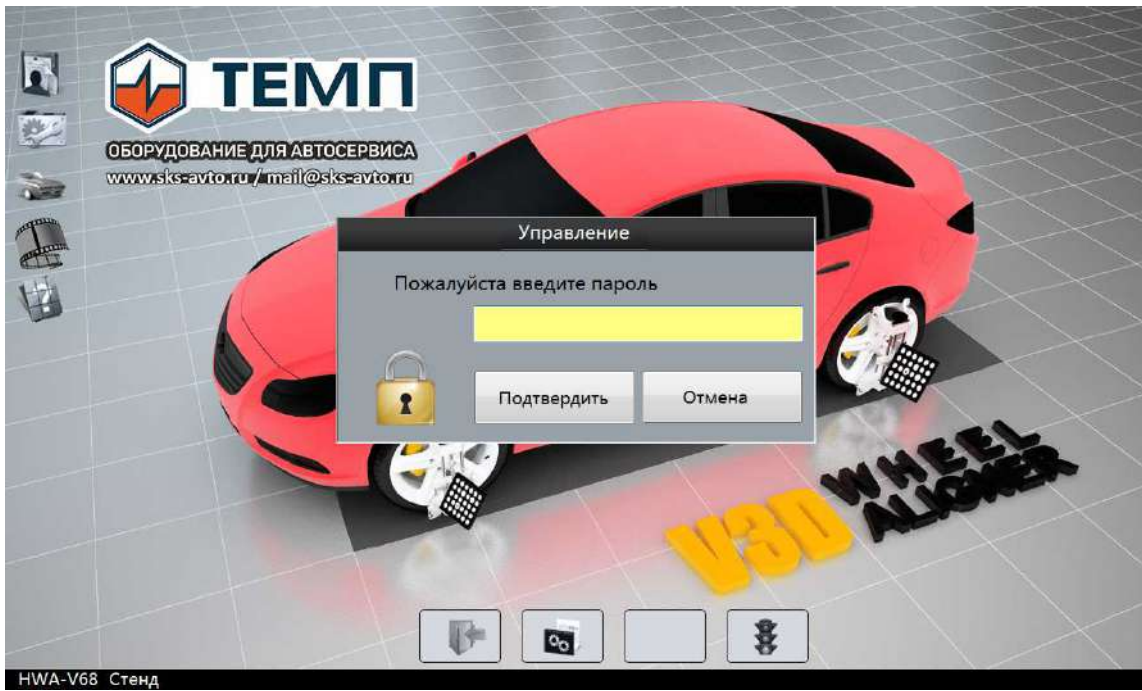 ТЕМП
ОБОРУДОВАНИЕ ДЛЯ АВТОСЕРВИСА
www.sks-avto.ru / mail@sks-avto.ru
Управление
Пожалуйста введите пароль
Подтвердить
Отмена
V3D WHEEL
ALIGNER
HWA-V68 Стенд